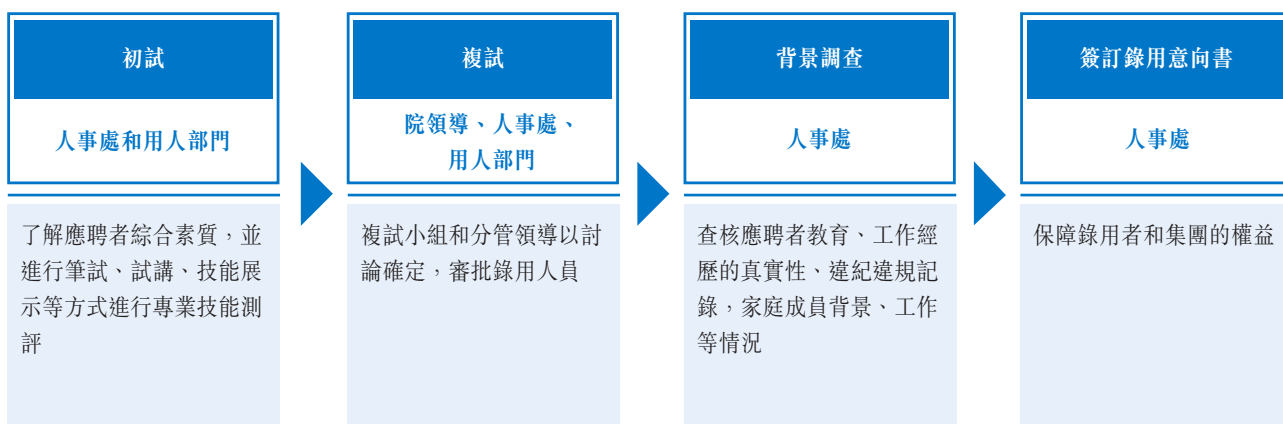 初試
人事處和用人部門
了解應聘者綜合素質，並
進行筆試、試講、技能展
示等方式進行專業技能測
評
複試
院領導、人事處、
用人部門
複試小組和分管領導以討
論確定，審批錄用人員
背景調查
人事處
查核應聘者教育、工作經
歷的真實性、違紀違規記
錄，家庭成員背景、工作
等情況
簽訂錄用意向書
人事處
保障錄用者和集團的權益